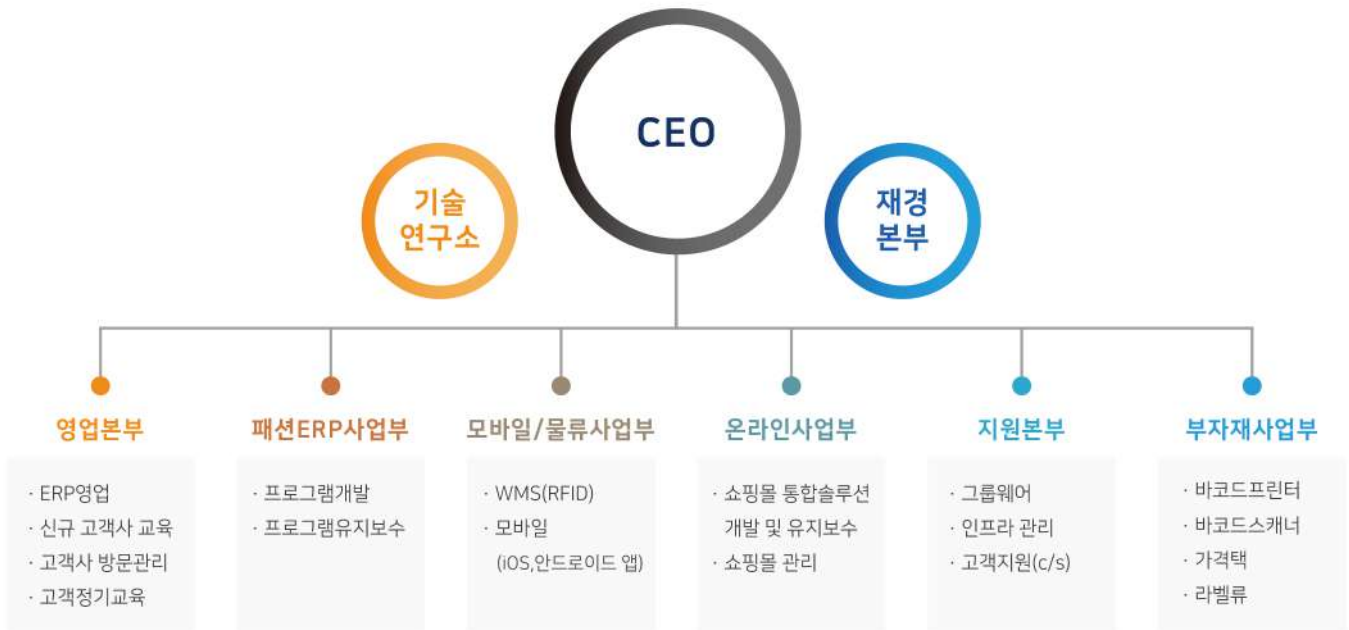 CEO
기술
연구소
재경
본부
영업본부
· ERP영업
· 신규 고객사 교육
· 고객사 방문관리
· 고객정기교육
패션ERP사업부
· 프로그램개발
· 프로그램유지보수
모바일/물류사업부
· WMS(RFID)
· 모바일
(iOS,안드로이드 앱)
온라인사업부
· 쇼핑몰 통합솔루션
개발 및 유지보수
· 쇼핑몰 관리
지원본부
· 그룹웨어
· 인프라 관리
· 고객지원(c/s)
부자재사업부
· 바코드프린터
· 바코드스캐너
· 가격택
· 라벨류